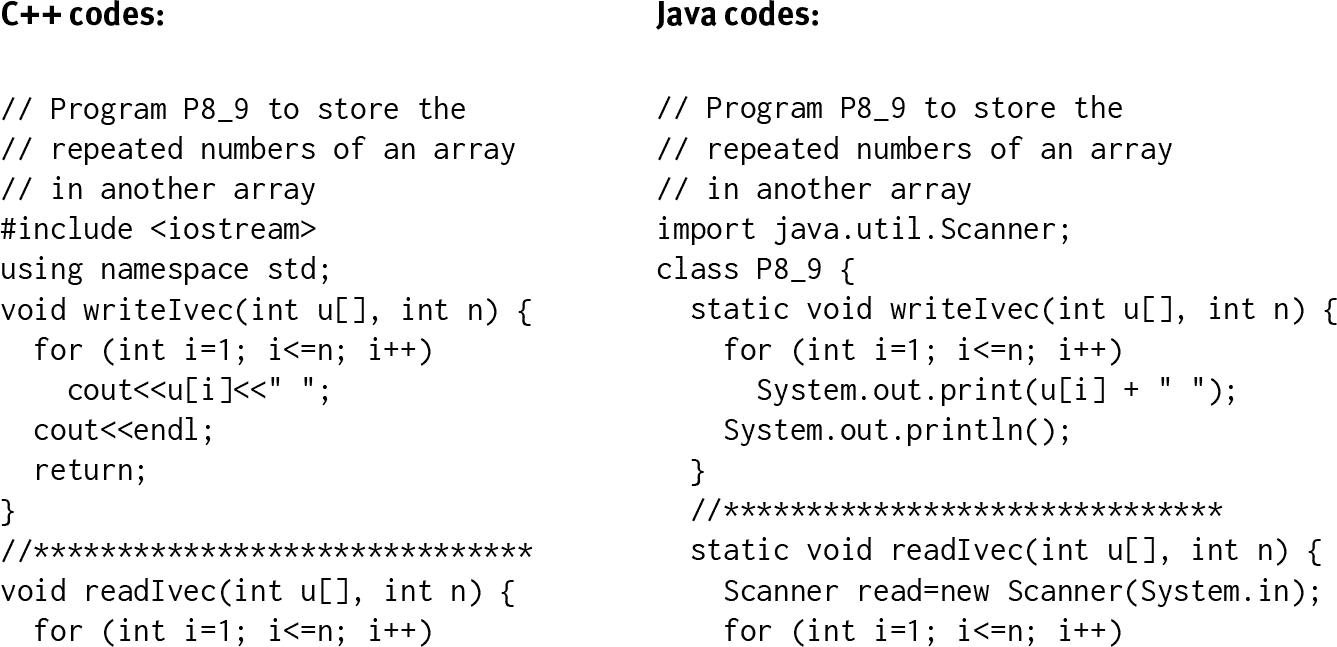 C++ codes:
// Program P8_9 to store the
// repeated numbers of an array
// in another array
#include <iostream>
using namespace std;
void writeIvec(int u[], int n) {
  for (int i=1; i<=n; i++)
    cout<<u[i]<<" ";
  cout<<endl;
  return;
}
//******************************
void readIvec(int u[], int n) {
  for (int i=1; i<=n; i++)
Java codes:
// Program P8_9 to store the
// repeated numbers of an array
// in another array
import java.util.Scanner;
class P8_9 {
  static void writeIvec(int u[], int n) {
    for (int i=1; i<=n; i++)
      System.out.print(u[i] + " ");
    System.out.println();
  }
  //******************************
  static void readIvec(int u[], int n) {
    Scanner read=new Scanner(System.in);
    for (int i=1; i<=n; i++)